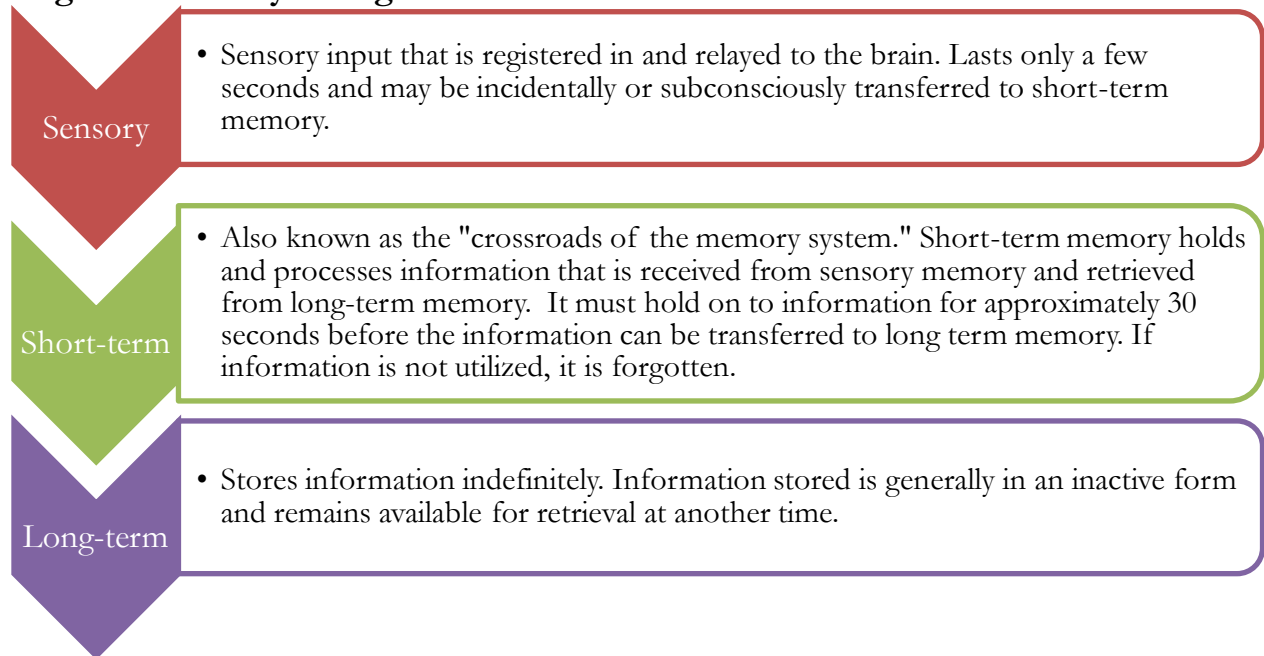 Sensory
• Sensory input that is registered in and relayed to the brain. Lasts only a few
seconds and may be incidentally or subconsciously transferred to short-term
memory.
Short-term
• Also known as the "crossroads of the memory system." Short-term memory holds
and processes information that is received from sensory memory and retrieved
from long-term memory.  It must hold on to information for approximately 30
seconds before the information can be transferred to long term memory. If
information is not utilized, it is forgotten.
Long-term
• Stores information indefinitely. Information stored is generally in an inactive form
and remains available for retrieval at another time.